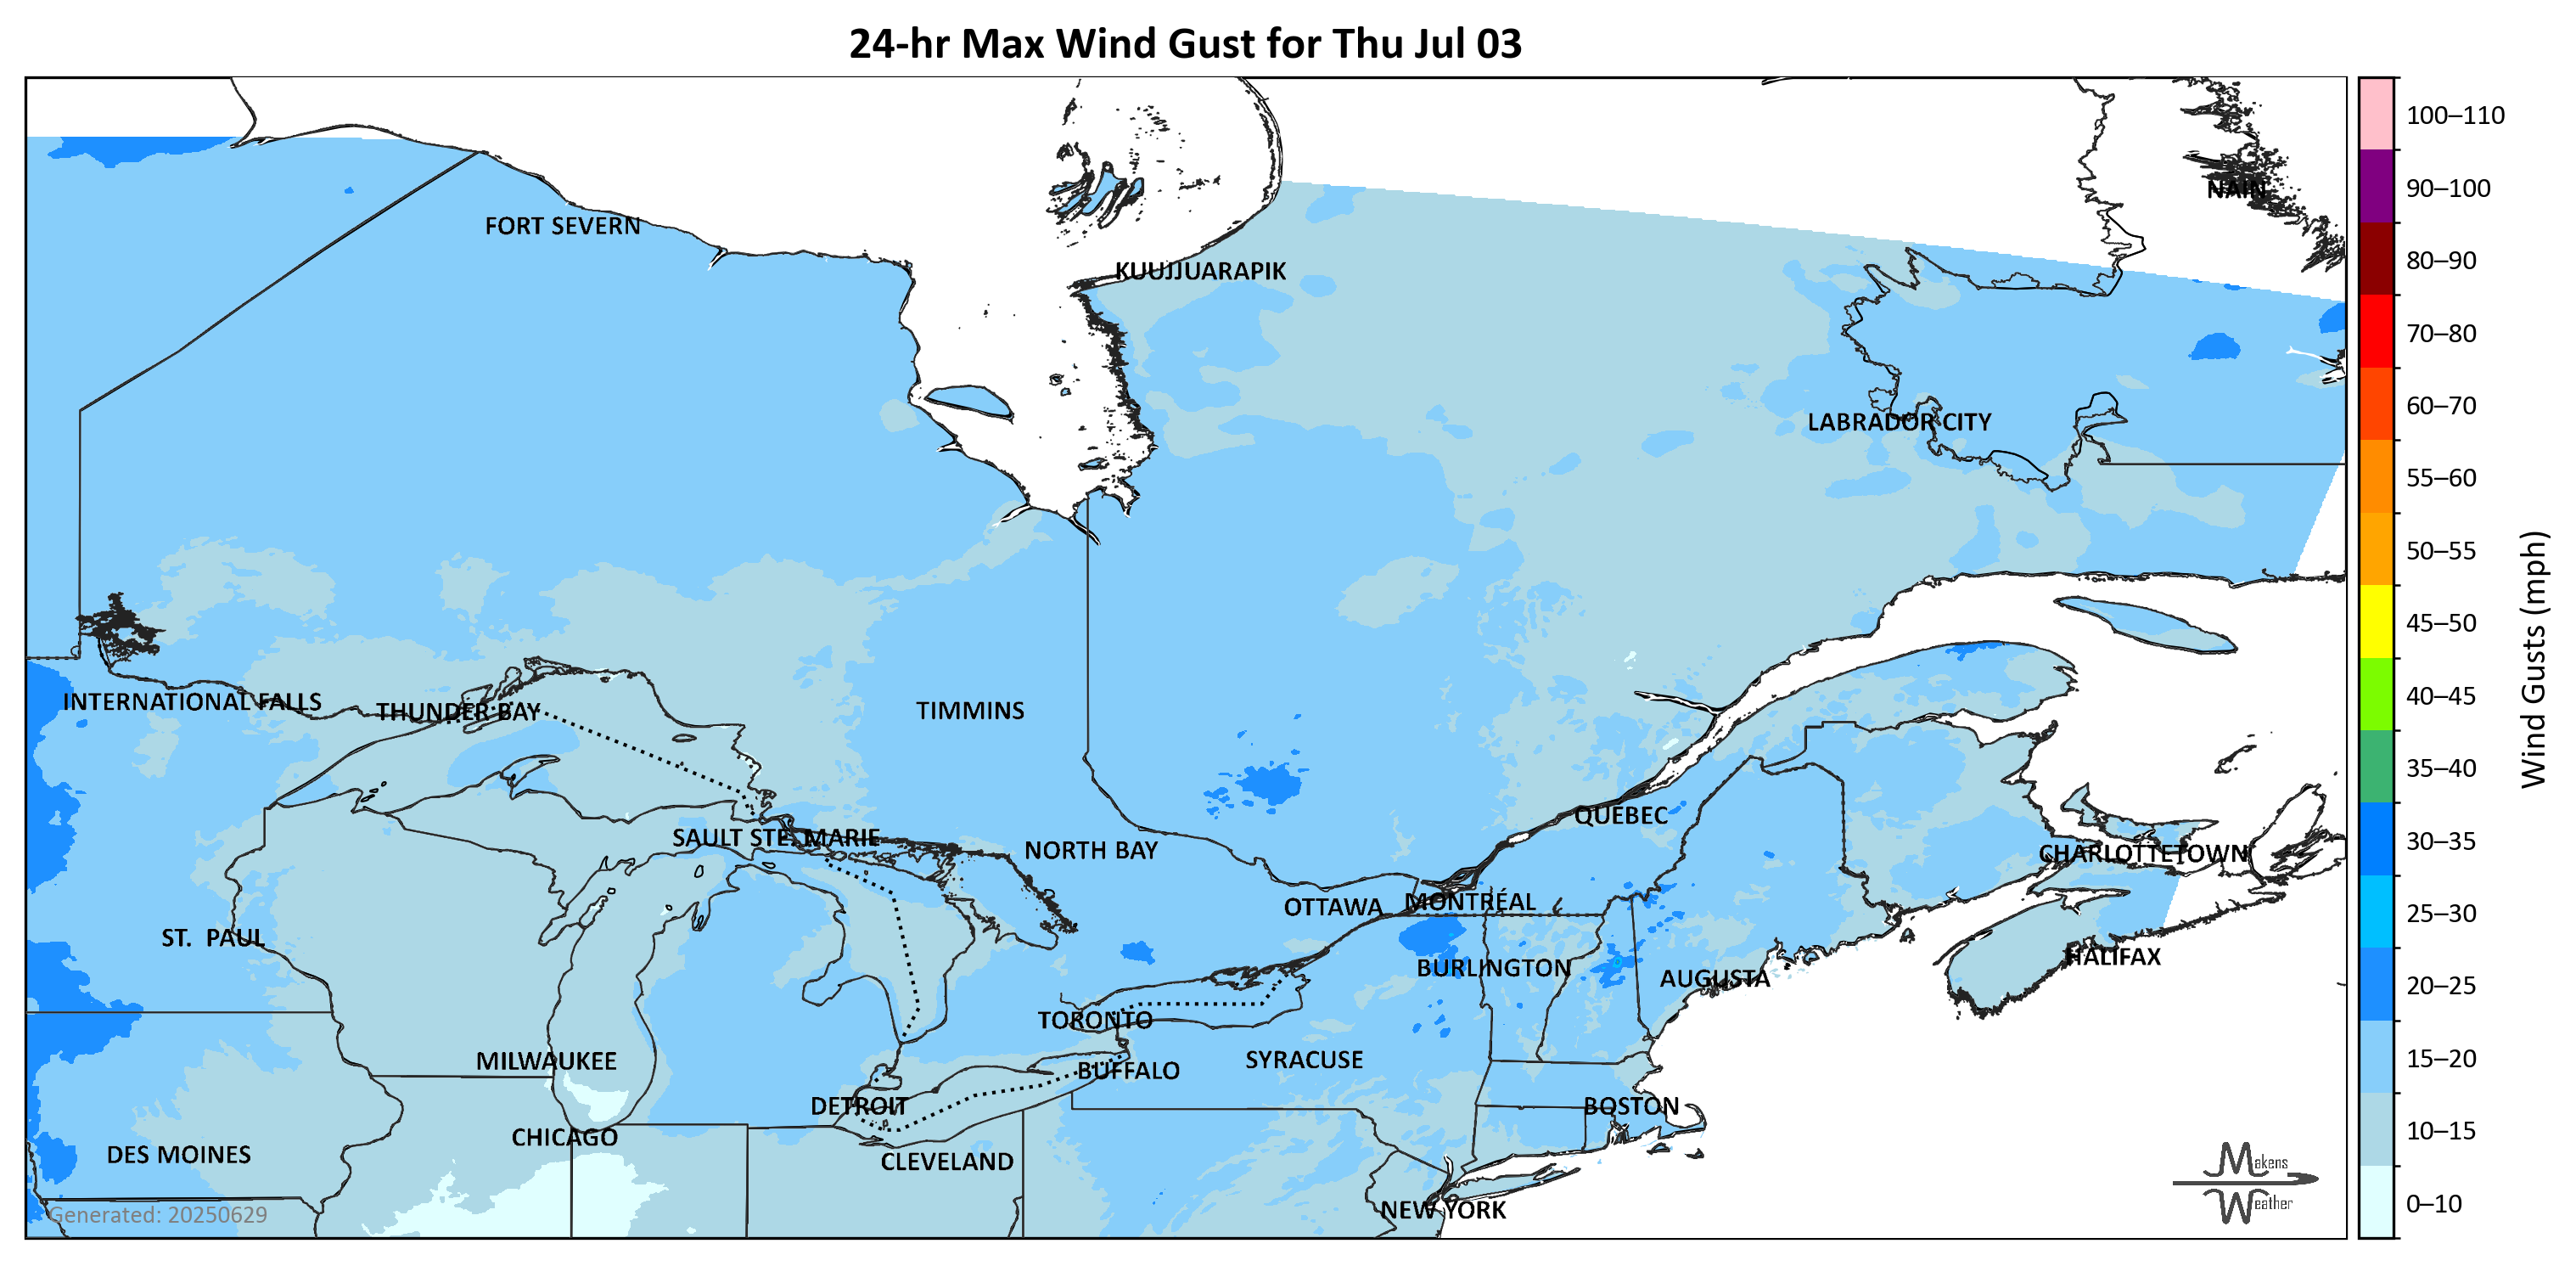 24-hr Max Wind Gust for Thu Jul 03
100–110
90–100
NAIN
FORT SEVERN
80–90
KUUJJUARAPIK
70–80
60–70
LABRADOR CITY
55–60
50–55
45–50
Wind Gusts (mph)
40–45
INTERNATIONAL FALLS
THUNDER BAY
TIMMINS
35–40
QUEBEC
SAULT STE. MARIE
30–35
NORTH BAY
CHARLOTTETOWN
OTTAWA
MONTRÉAL
25–30
ST. PAUL
HALIFAX
BURLINGTON
AUGUSTA
20–25
TORONTO
MILWAUKEE
SYRACUSE
15–20
BUFFALO
DETROIT
BOSTON
CHICAGO
10–15
DES MOINES
CLEVELAND
Makens
Weather
0–10
NEW YORK
Generated: 20250629